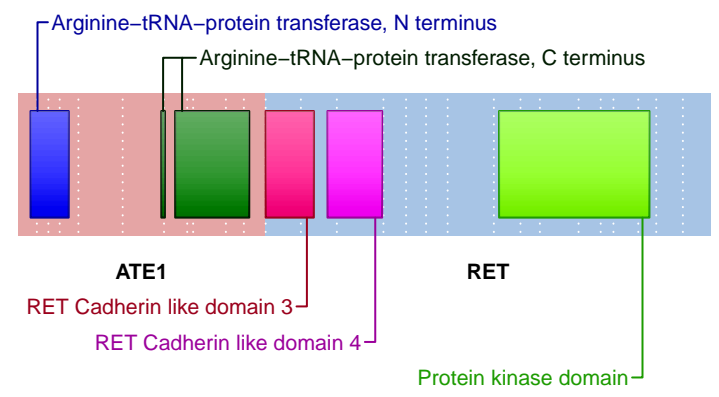 Arginine−tRNA−protein transferase, N terminus
Arginine−tRNA−protein transferase, C terminus
ATE1 RET
RET Cadherin like domain 3
RET Cadherin like domain 4
Protein kinase domain